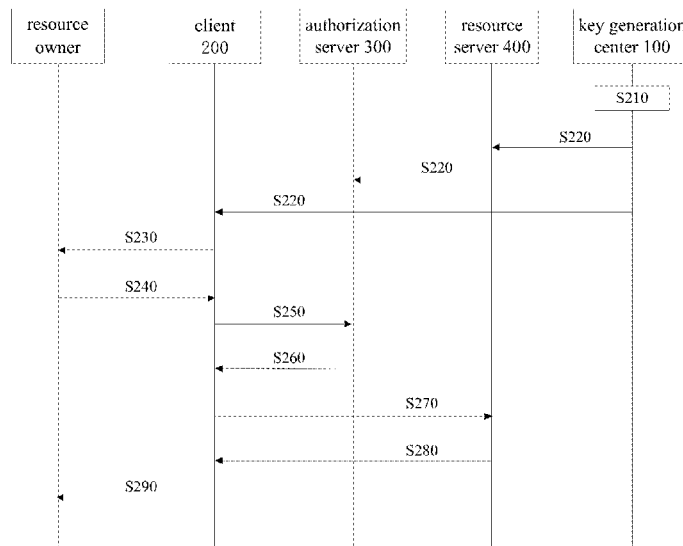 resource
owner
client
200
authorization
server 300
resource
server 400
key generation
center 100
S210
S220
S220
S220
S230
S240
S250
S260
S270
S280
S290